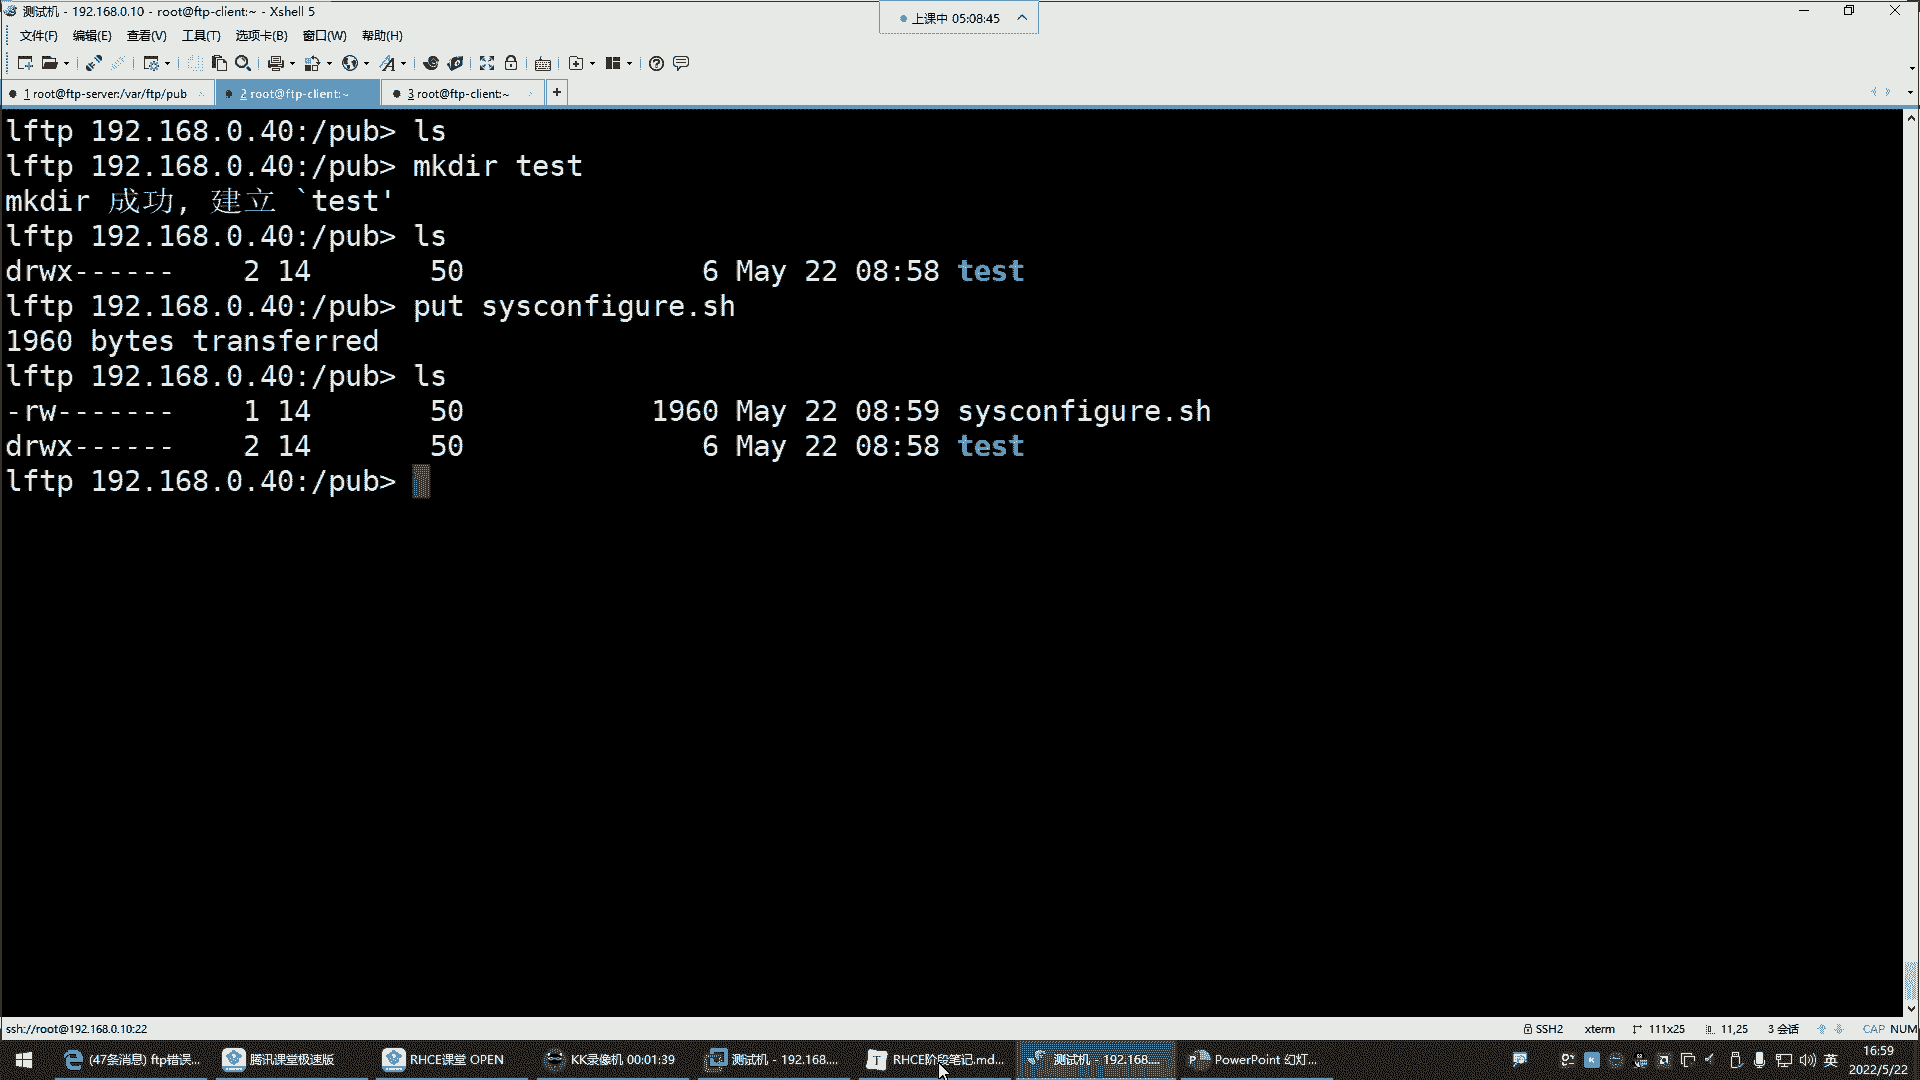 测试机 - 192.168.0.10 - root@ftp-client:~ - Xshell 5
上课中 05:08:45
文件(F) 编辑(E) 查看(V) 工具(T) 选项卡(B) 窗口(W) 帮助(H)
1 root@ftp-server:/var/ftp/pub 2 root@ftp-client:~ 3 root@ftp-client:~ +
lftp 192.168.0.40:/pub> ls
lftp 192.168.0.40:/pub> mkdir test
mkdir 成功, 建立 `test'
lftp 192.168.0.40:/pub> ls
drwx------    2 14       50              6 May 22 08:58 test
lftp 192.168.0.40:/pub> put sysconfigure.sh
1960 bytes transferred
lftp 192.168.0.40:/pub> ls
-rw-------    1 14       50           1960 May 22 08:59 sysconfigure.sh
drwx------    2 14       50              6 May 22 08:58 test
lftp 192.168.0.40:/pub>
ssh://root@192.168.0.10:22 SSH2 xterm 111x25 11,25 3 会话 CAP NUM
(47条消息) ftp错误... 腾讯课堂极速版 RHCE课堂 OPEN KK录像机 00:01:39 测试机 - 192.168.... RHCE阶段笔记.md... 测试机 - 192.168.... PowerPoint 幻灯... 英 16:59
2022/5/22